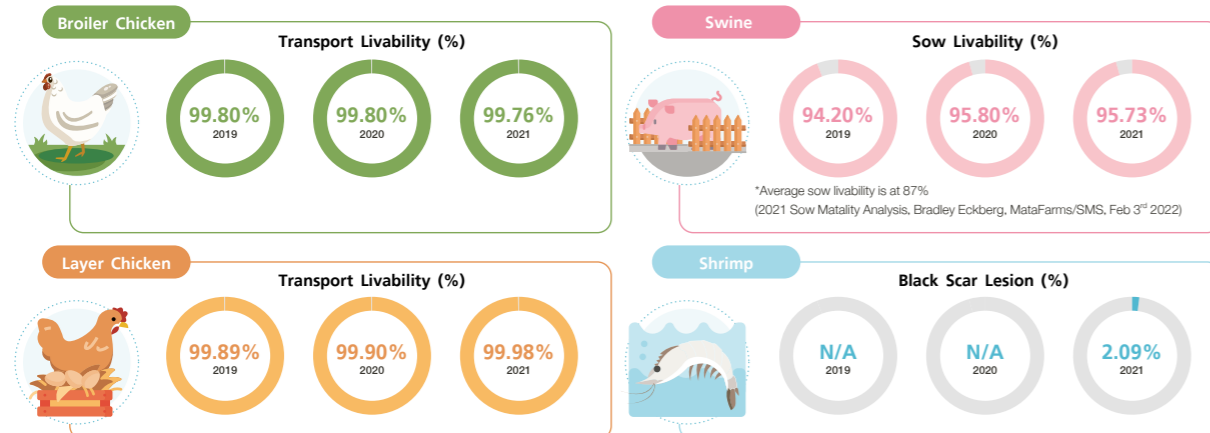 Broiler Chicken
Transport Livability (%)
99.80%
2019
99.80%
2020
99.76%
2021
Swine
Sow Livability (%)
94.20%
2019
95.80%
2020
95.73%
2021
*Average sow livability is at 87%
(2021 Sow Matality Analysis, Bradley Eckberg, MataFarms/SMS, Feb 3rd 2022)
Layer Chicken
Transport Livability (%)
99.89%
2019
99.90%
2020
99.98%
2021
Shrimp
Black Scar Lesion (%)
N/A
2019
N/A
2020
2.09%
2021